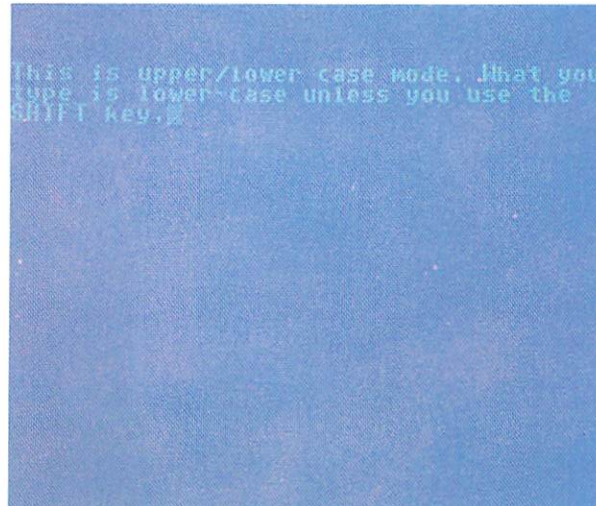 This is upper/lower case mode. What you
type is lower-case unless you use the
SHIFT key.